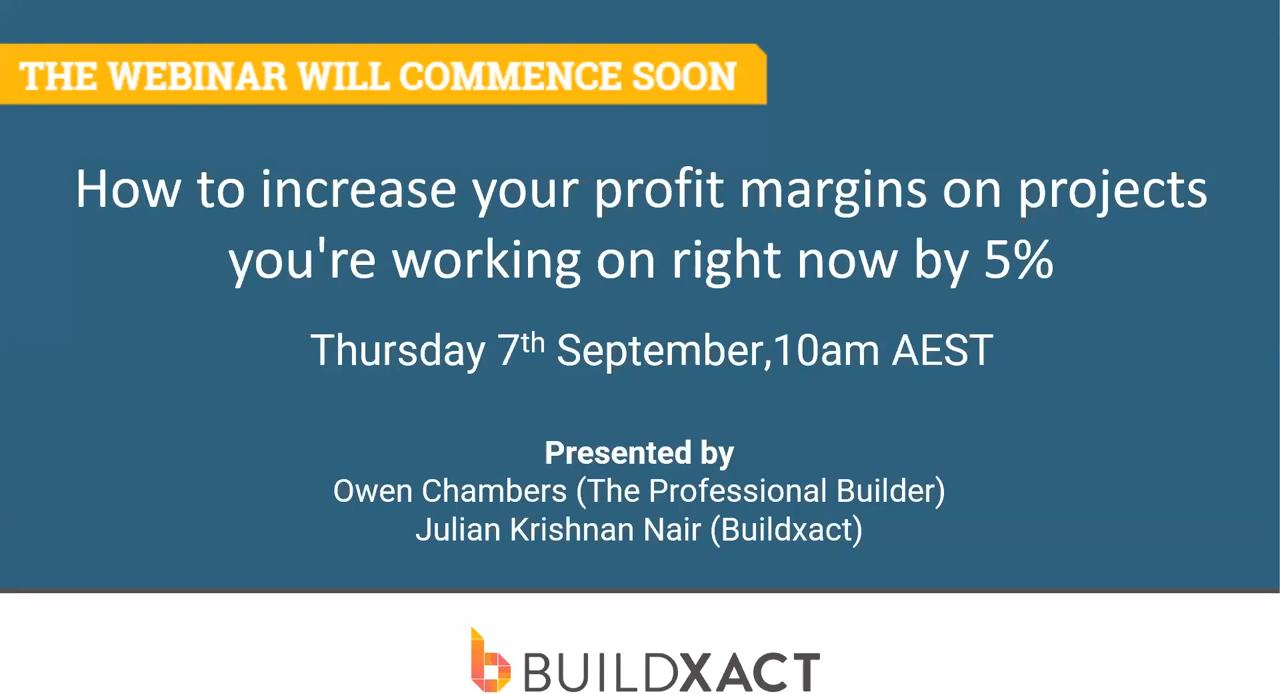 THE WEBINAR WILL COMMENCE SOON
How to increase your profit margins on projects
you're working on right now by 5%
Thursday 7th September,10am AEST
Presented by
Owen Chambers (The Professional Builder)
Julian Krishnan Nair (Buildxact)
BUILDXACT